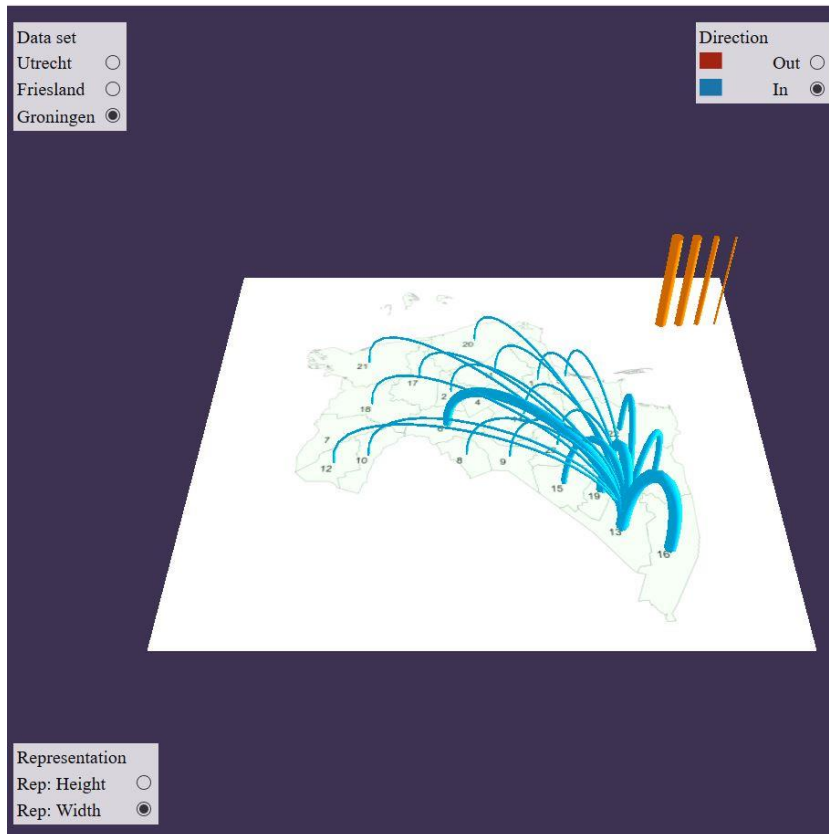 Data set
Utrecht
Friesland
Groningen
Direction
Out
In
20
21
17
2
18
4
7
10
12
8
9
15
19
13
16
Representation
Rep: Height
Rep: Width